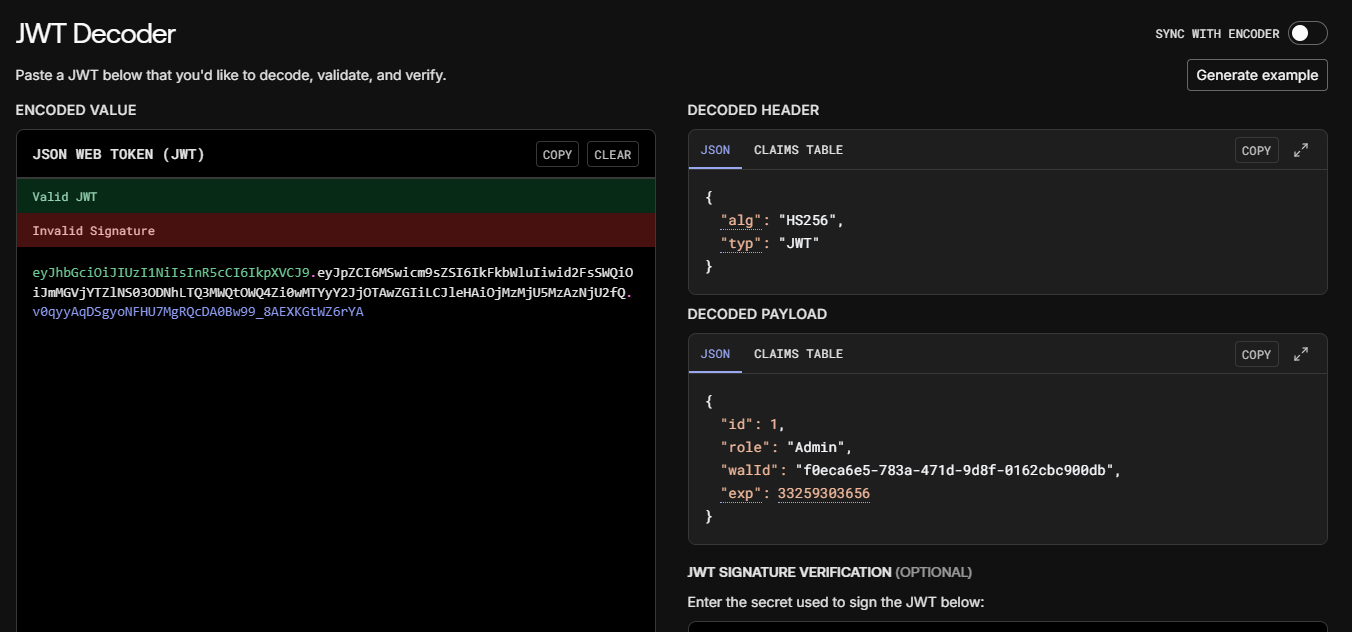 JWT Decoder
SYNC WITH ENCODER
Paste a JWT below that you'd like to decode, validate, and verify.
Generate example
ENCODED VALUE
JSON WEB TOKEN (JWT)
COPY
CLEAR
Valid JWT
Invalid Signature
eyJhbGciOiJIUzI1NiIsInR5cCI6IkpXVCJ9.eyJpZCI6MSwicm9sZSI6IkFkbWluIiwid2FsSWQiO
iJmMGVjYTZlNS03ODNhLTQ3MWQtOWQ4Zi0wMTYyY2JjOTAwZGIiLCJleHAiOjMzMjU5MzAzNjU2fQ.
v0qyyAqDSgyoNFHU7MgRQcDA0Bw99_8AEXKGtWZ6rYA
DECODED HEADER
JSON
CLAIMS TABLE
COPY
{
"alg": "HS256",
"typ": "JWT"
}
DECODED PAYLOAD
JSON
CLAIMS TABLE
COPY
{
"id": 1,
"role": "Admin",
"walId": "f0eca6e5-783a-471d-9d8f-0162cbc900db",
"exp": 33259303656
}
JWT SIGNATURE VERIFICATION (OPTIONAL)
Enter the secret used to sign the JWT below: